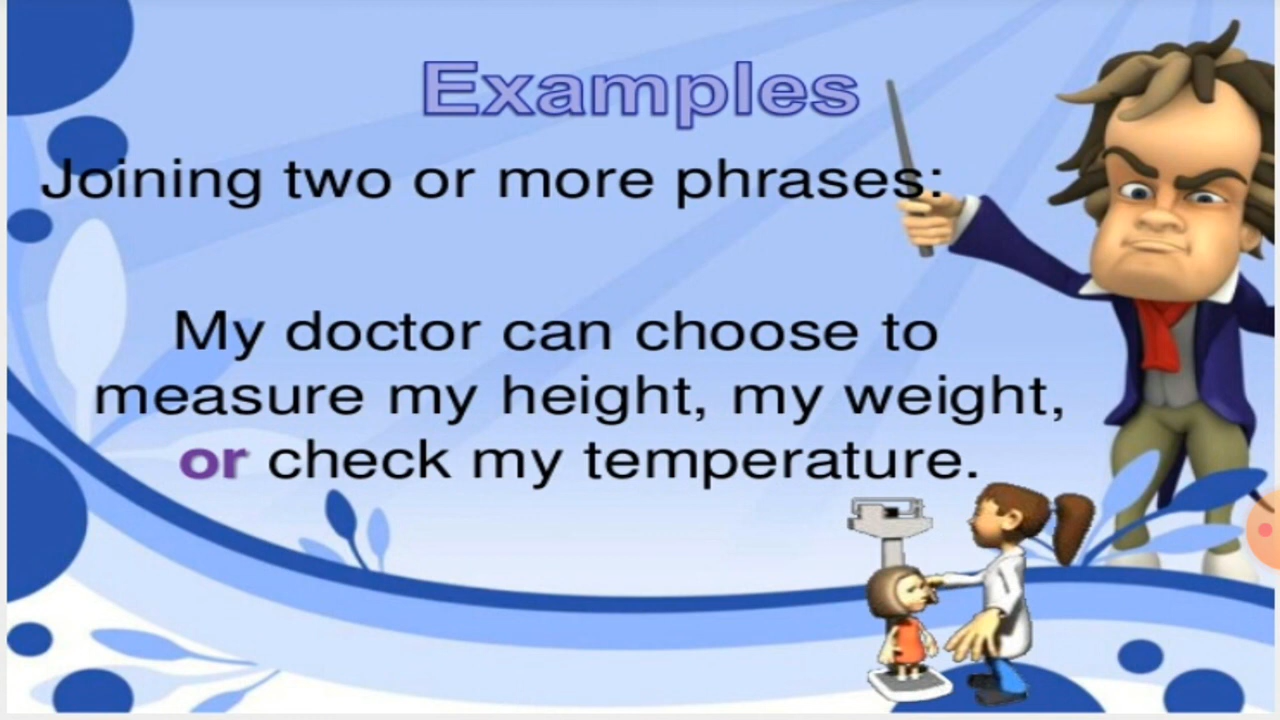 Examples
Joining two or more phrases:
My doctor can choose to
measure my height, my weight,
or check my temperature.